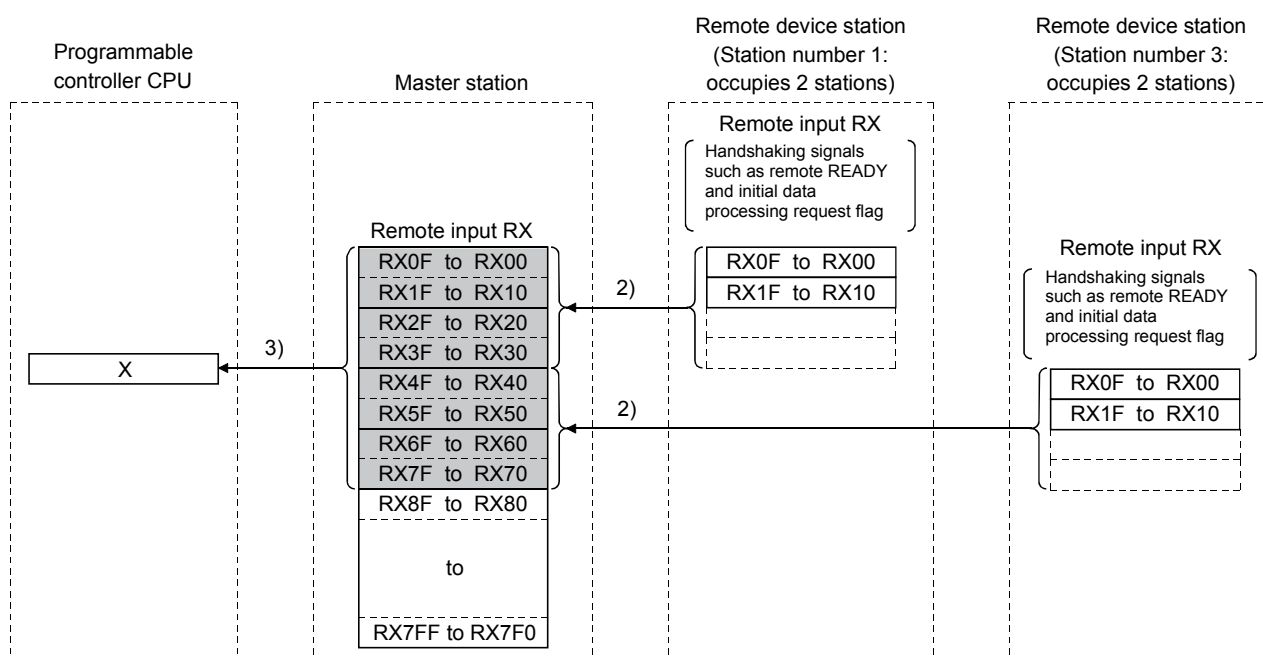 Programmable
controller CPU
Master station
Remote device station
(Station number 1:
occupies 2 stations)
Remote device station
(Station number 3:
occupies 2 stations)
Remote input RX
Handshaking signals
such as remote READY
and initial data
processing request flag
Remote input RX
RX0F to RX00
RX1F to RX10
RX2F to RX20
RX3F to RX30
RX4F to RX40
RX5F to RX50
RX6F to RX60
RX7F to RX70
RX8F to RX80
to
RX7FF to RX7F0
2)
RX0F to RX00
RX1F to RX10
Remote input RX
Handshaking signals
such as remote READY
and initial data
processing request flag
3)
X
2)
RX0F to RX00
RX1F to RX10